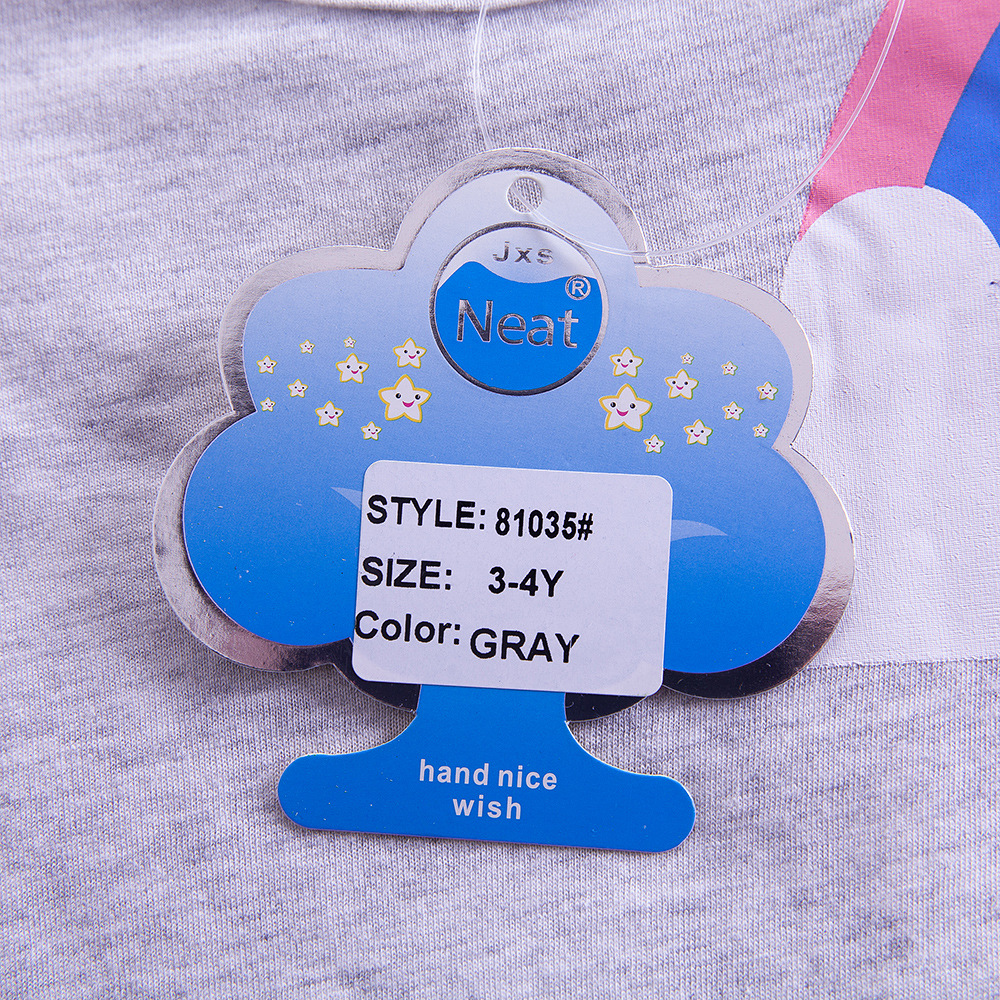 Jxs
Neat®
STYLE: 81035#
SIZE: 3-4Y
Color: GRAY
hand nice
wish